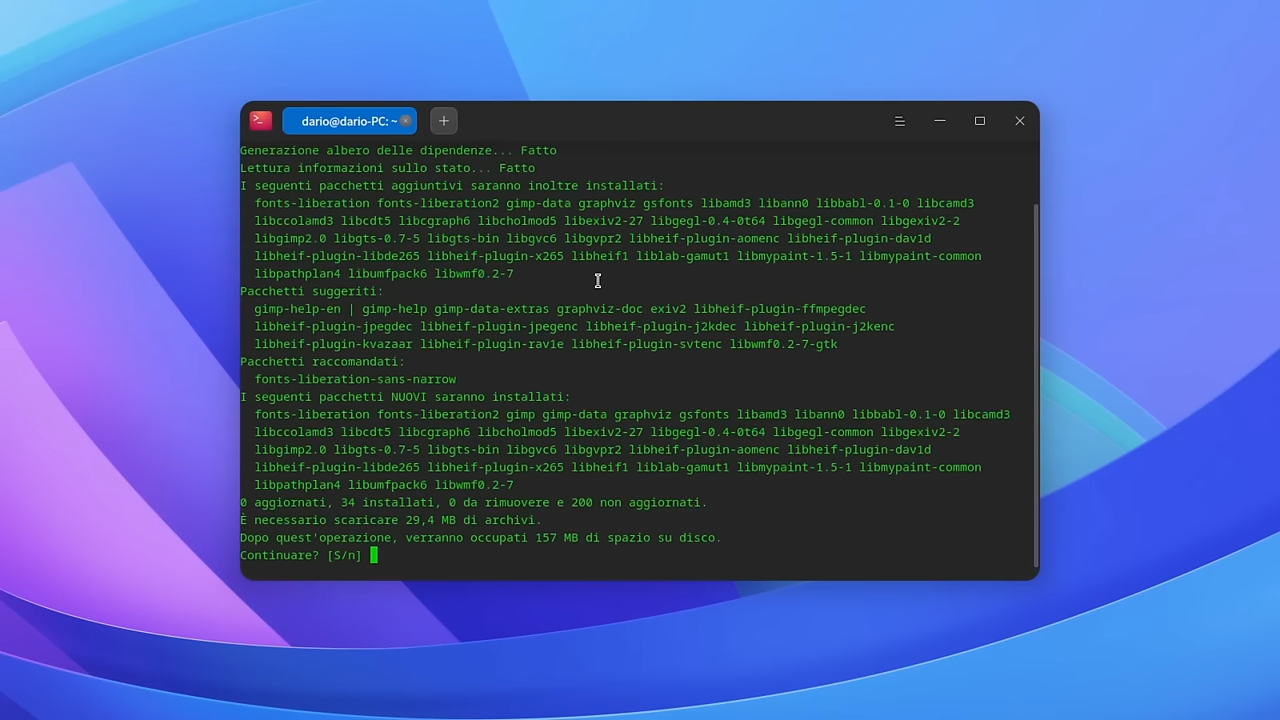 dario@dario-PC: ~
Generazione albero delle dipendenze... Fatto
Lettura informazioni sullo stato... Fatto
I seguenti pacchetti aggiuntivi saranno inoltre installati:
fonts-liberation fonts-liberation2 gimp-data graphviz gsfonts libamd3 libann0 libbabl-0.1-0 libcamd3
libccolamd3 libcdt5 libcgraph6 libcholmod5 libexiv2-27 libgegl-0.4-0t64 libgegl-common libgexiv2-2
libgimp2.0 libgts-0.7-5 libgts-bin libgvc6 libgvpr2 libheif-plugin-aomenc libheif-plugin-dav1d
libheif-plugin-libde265 libheif-plugin-x265 libheif1 liblab-gamut1 libmypaint-1.5-1 libmypaint-common
libpathplan4 libumfpack6 libwmf0.2-7
Pacchetti suggeriti:
gimp-help-en | gimp-help gimp-data-extras graphviz-doc exiv2 libheif-plugin-ffmpegdec
libheif-plugin-jpegdec libheif-plugin-jpegenc libheif-plugin-j2kdec libheif-plugin-j2kenc
libheif-plugin-kvazaar libheif-plugin-rav1e libheif-plugin-svtenc libwmf0.2-7-gtk
Pacchetti raccomandati:
fonts-liberation-sans-narrow
I seguenti pacchetti NUOVI saranno installati:
fonts-liberation fonts-liberation2 gimp gimp-data graphviz gsfonts libamd3 libann0 libbabl-0.1-0 libcamd3
libccolamd3 libcdt5 libcgraph6 libcholmod5 libexiv2-27 libgegl-0.4-0t64 libgegl-common libgexiv2-2
libgimp2.0 libgts-0.7-5 libgts-bin libgvc6 libgvpr2 libheif-plugin-aomenc libheif-plugin-dav1d
libheif-plugin-libde265 libheif-plugin-x265 libheif1 liblab-gamut1 libmypaint-1.5-1 libmypaint-common
libpathplan4 libumfpack6 libwmf0.2-7
0 aggiornati, 34 installati, 0 da rimuovere e 200 non aggiornati.
È necessario scaricare 29,4 MB di archivi.
Dopo quest'operazione, verranno occupati 157 MB di spazio su disco.
Continuare? [S/n]